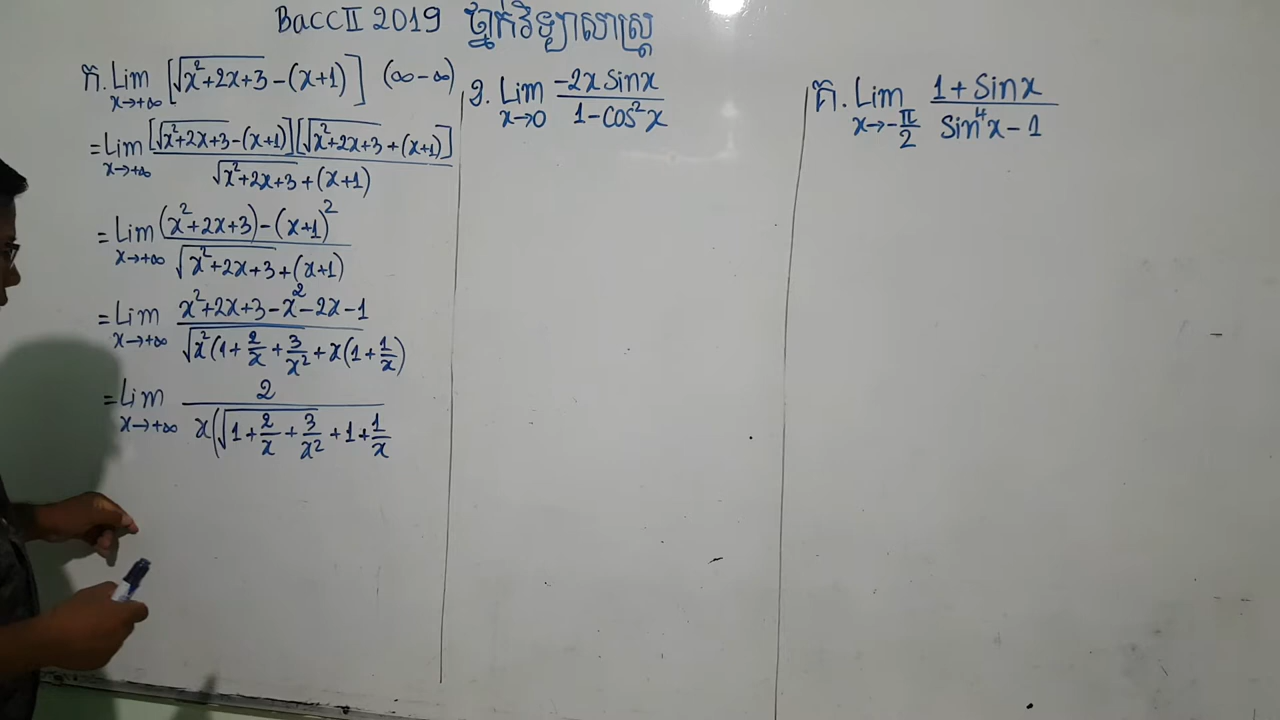 BaccII 2019 ថ្នាក់វិទ្យាសាស្ត្រ
ក. Lim x→+∞ [√x²+2x+3 -(x+1)] (∞-∞)
= Lim x→+∞ [√x²+2x+3 -(x+1)][√x²+2x+3 +(x+1)] / √x²+2x+3 +(x+1)
= Lim x→+∞ (x²+2x+3)-(x+1)² / √x²+2x+3 +(x+1)
= Lim x→+∞ x²+2x+3-x²-2x-1 / √x²(1+2/x+3/x² +x(1+1/x)
= Lim x→+∞ 2 / x(√1+2/x+3/x² +1+1/x
ខ. Lim x→0 -2x Sinx / 1-cos²x
គ. Lim x→-π/2 1+Sinx / Sin⁴x-1